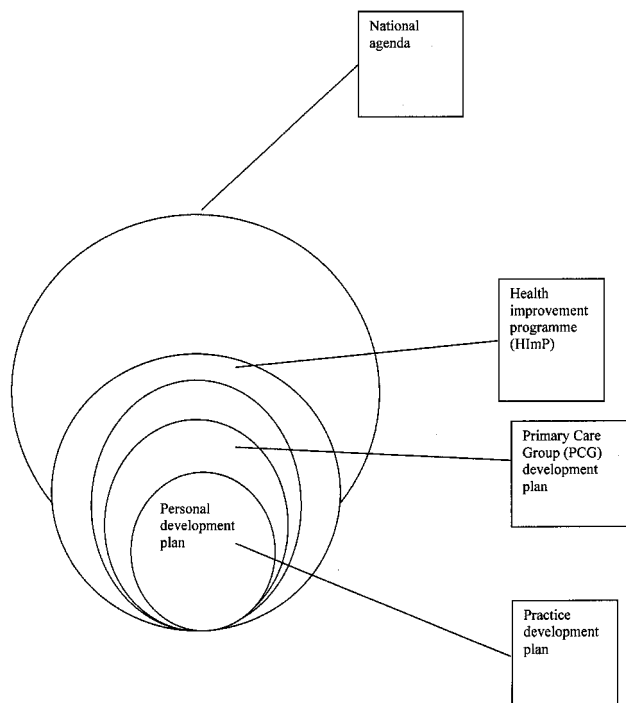 National
agenda
Health
improvement
programme
(HImP)
Primary Care
Group (PCG)
development
plan
Personal
development
plan
Practice
development
plan